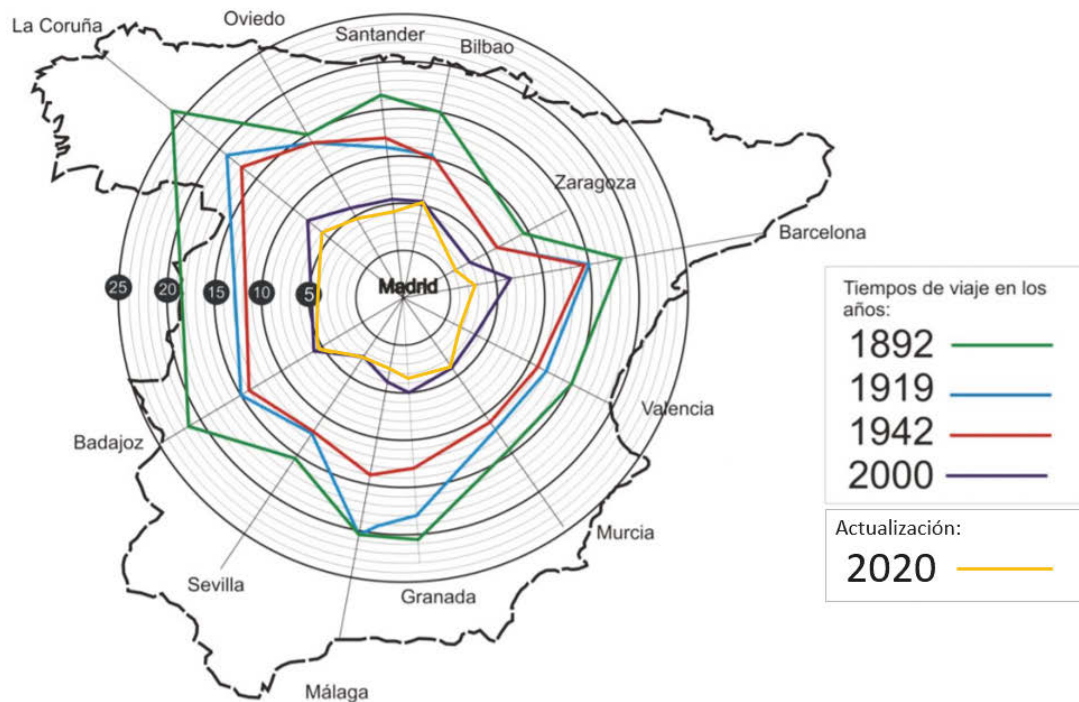 La Coruña
Oviedo
Santander
Bilbao
Zaragoza
Barcelona
25
20
15
10
5
Madrid
Valencia
Badajoz
Murcia
Sevilla
Granada
Málaga
Tiempos de viaje en los
años:
1892
1919
1942
2000
Actualización:
2020